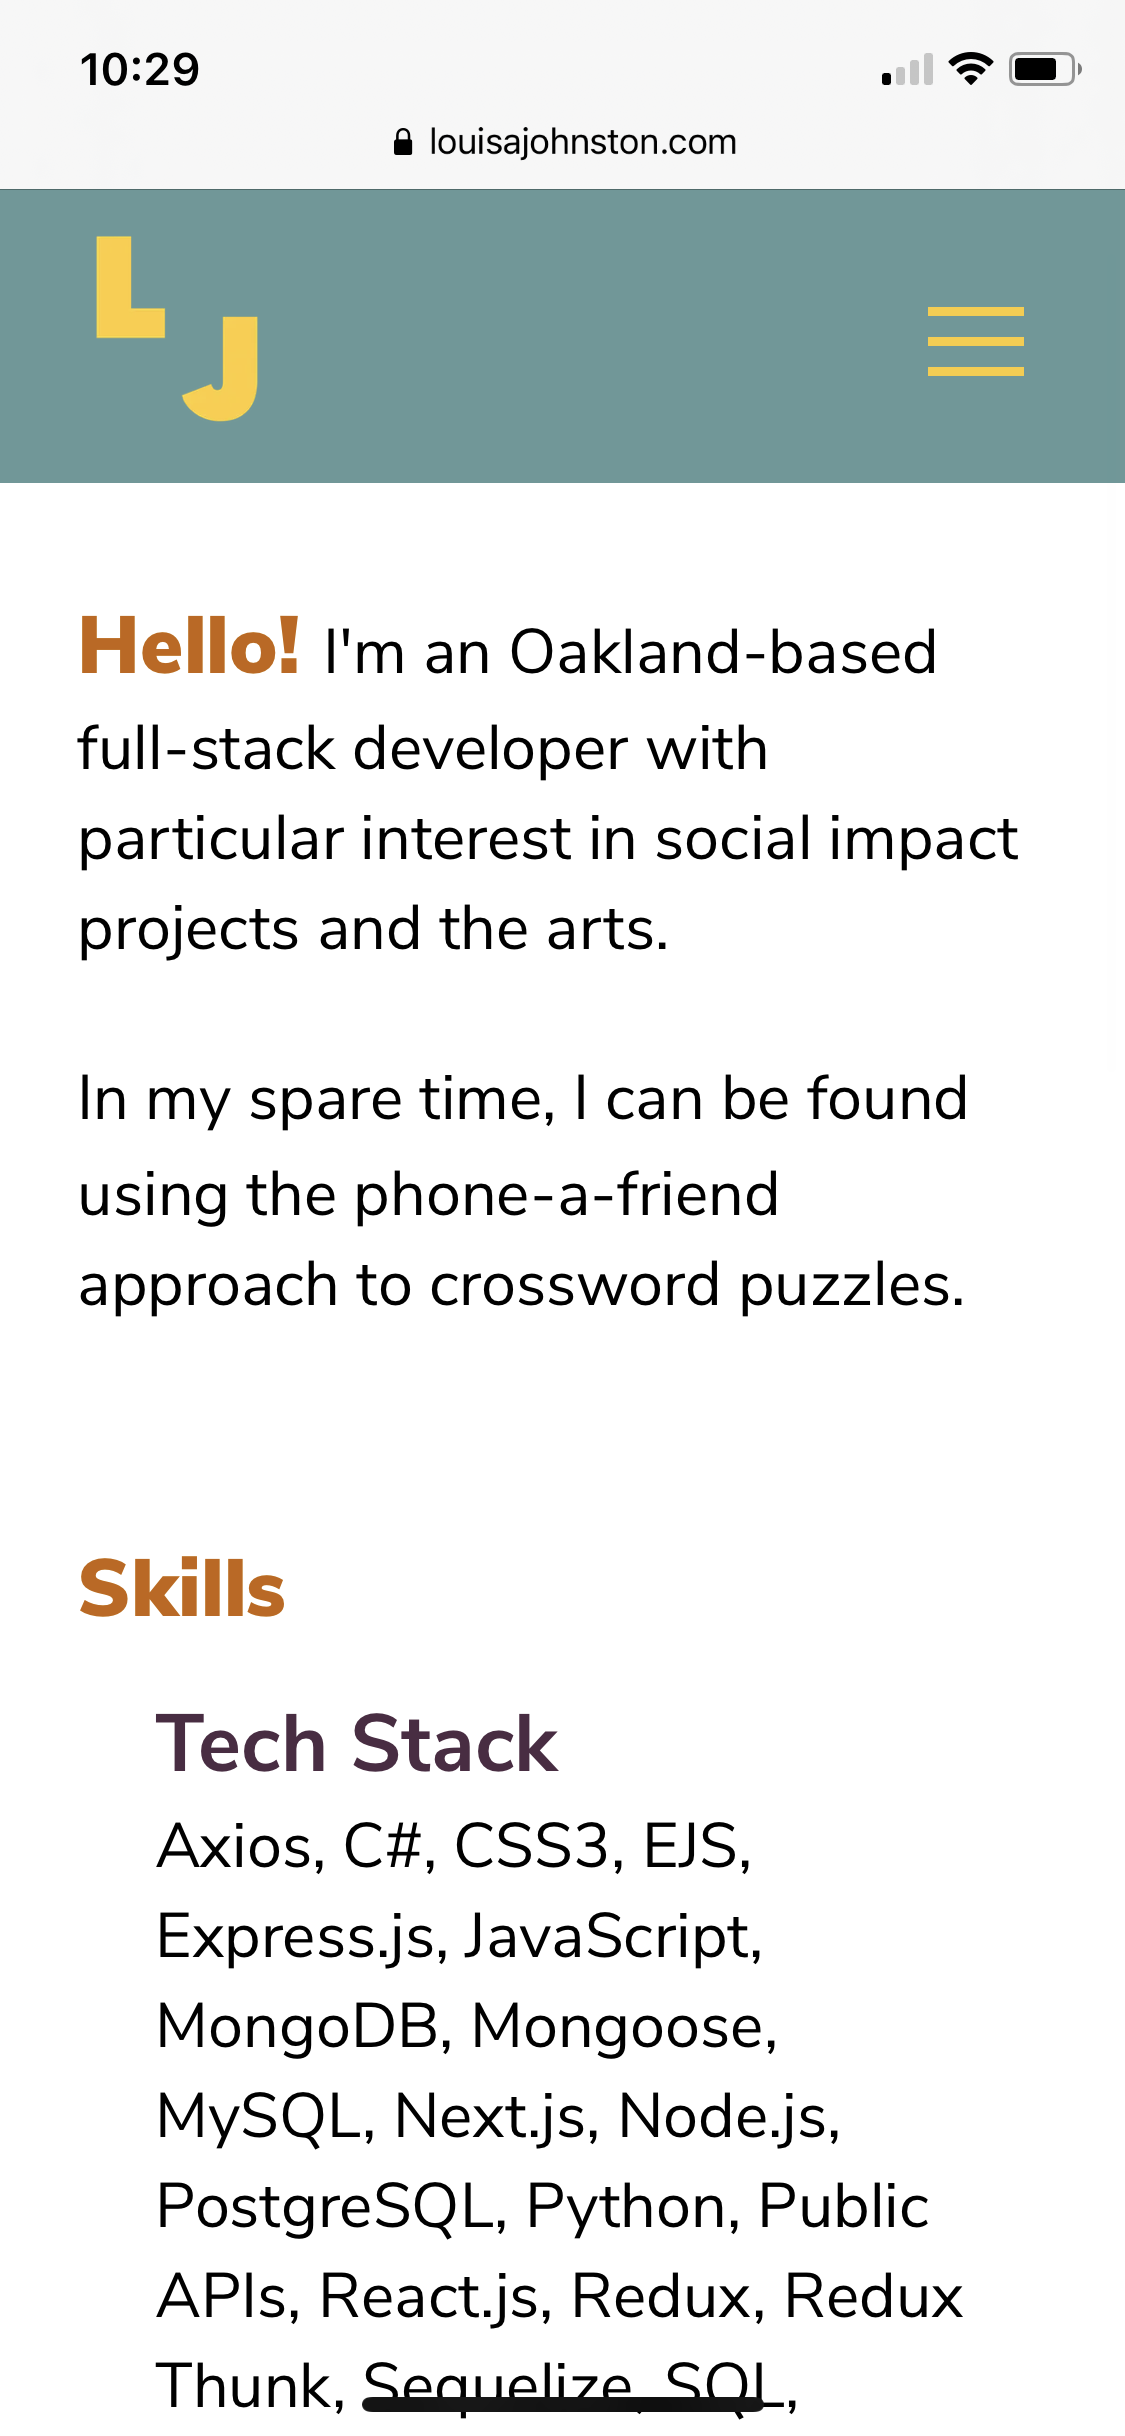 10:29
louisajohnston.com
L
J
Hello! I'm an Oakland-based
full-stack developer with
particular interest in social impact
projects and the arts.
In my spare time, I can be found
using the phone-a-friend
approach to crossword puzzles.
Skills
Tech Stack
Axios, C#, CSS3, EJS,
Express.js, JavaScript,
MongoDB, Mongoose,
MySQL, Next.js, Node.js,
PostgreSQL, Python, Public
APIs, React.js, Redux, Redux
Thunk, Sequelize, SQL,